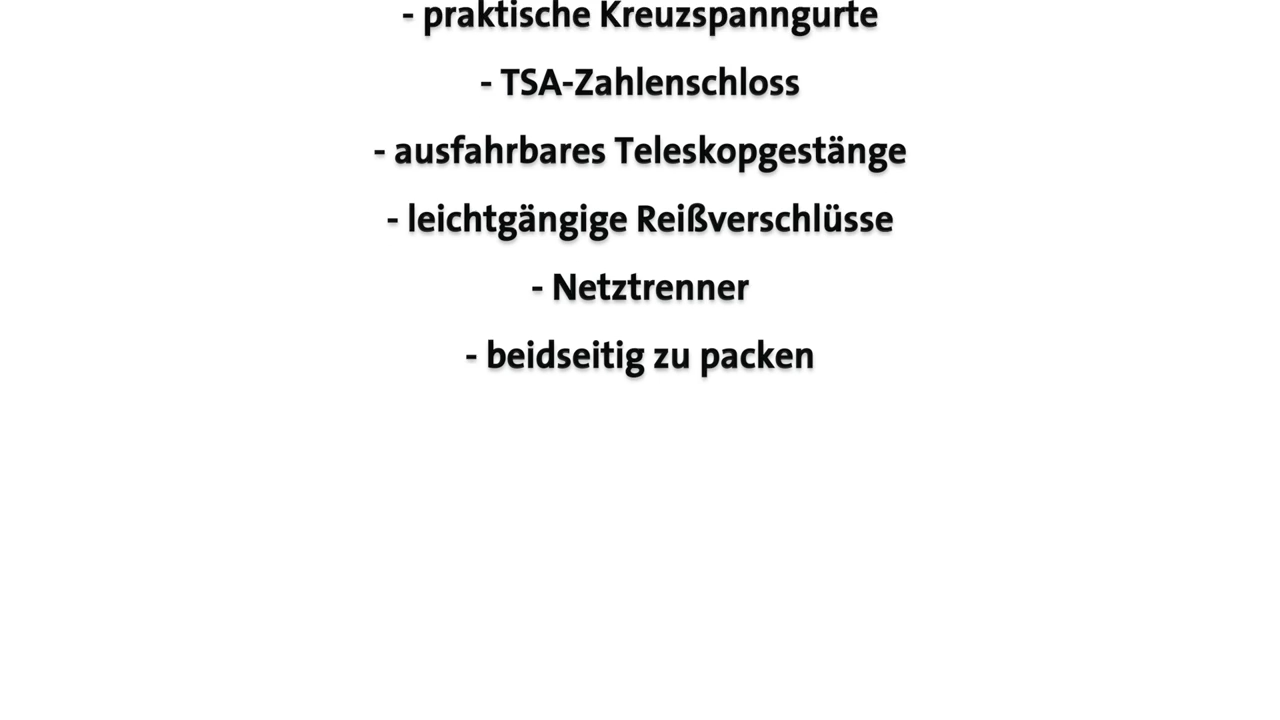 - praktische Kreuzspanngurte
- TSA-Zahlenschloss
- ausfahrbares Teleskopgestänge
- leichtgängige Reißverschlüsse
- Netztrenner
- beidseitig zu packen